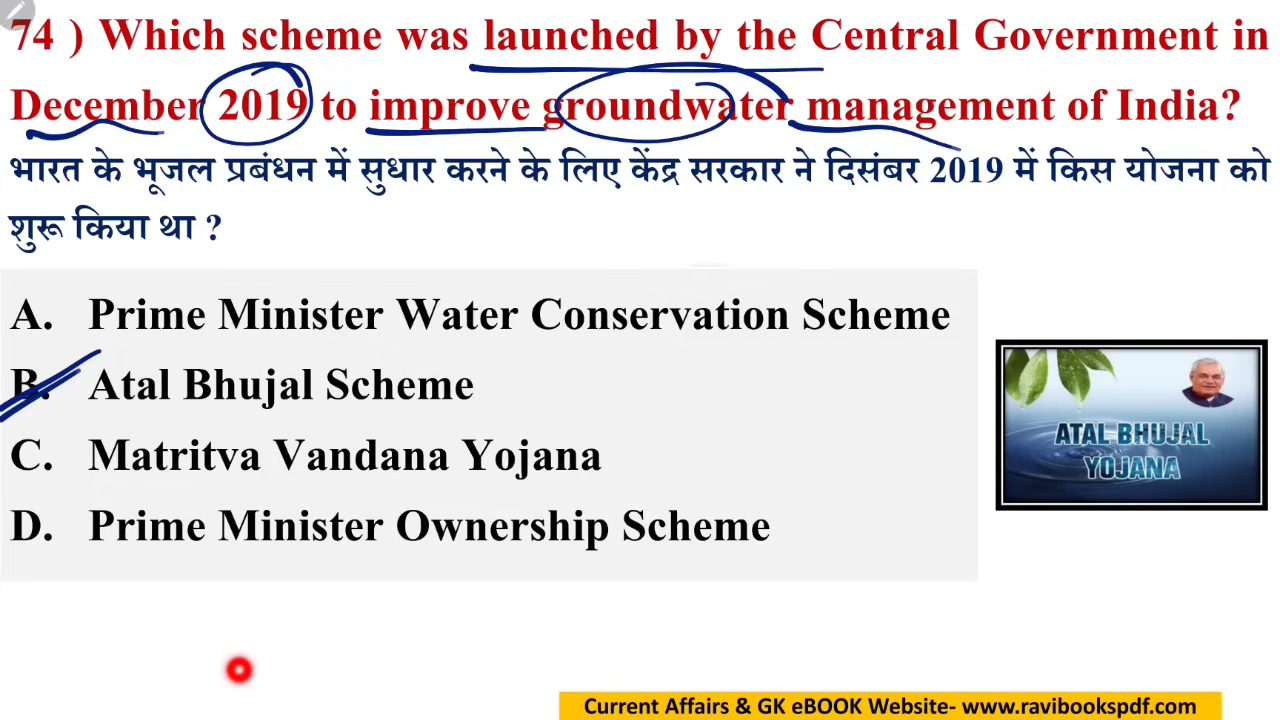 74 ) Which scheme was launched by the Central Government in
December 2019 to improve groundwater management of India?
भारत के भूजल प्रबंधन में सुधार करने के लिए केंद्र सरकार ने दिसंबर 2019 में किस योजना को
शुरू किया था ?
A. Prime Minister Water Conservation Scheme
B. Atal Bhujal Scheme
C. Matritva Vandana Yojana
D. Prime Minister Ownership Scheme
ATAL BHUJAL
YOJANA
Current Affairs & GK eBOOK Website- www.ravibookspdf.com